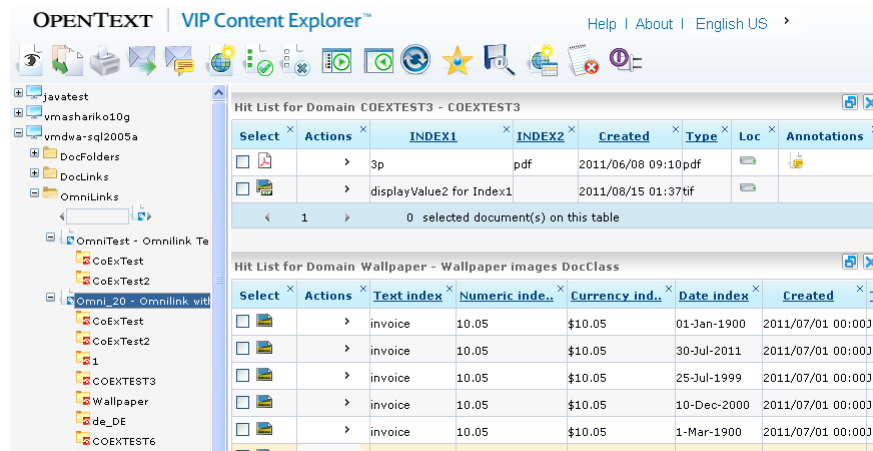 OPENTEXT | VIP Content Explorer™
Help | About | English US
javatest
vmashariko10g
vmdwa-sql2005a
DocFolders
DocLinks
OmniLinks
OmniTest - Omnilink Te
CoExTest
CoExTest2
Omni_20 - Omnilink with
CoExTest
CoExTest2
1
COEXTEST3
Wallpaper
de_DE
COEXTEST6
Hit List for Domain COEXTEST3 - COEXTEST3
Select Actions INDEX1 INDEX2 Created Type Loc Annotations
3p pdf 2011/06/08 09:10 pdf
displayValue2 for Index1 2011/08/15 01:37 tif
1 0 selected document(s) on this table
Hit List for Domain Wallpaper - Wallpaper images DocClass
Select Actions Text index Numeric inde.. Currency ind.. Date index Created
invoice 10.05 $10.05 01-Jan-1900 2011/07/01 00:00
invoice 10.05 $10.05 30-Jul-2011 2011/07/01 00:00
invoice 10.05 $10.05 25-Jul-1999 2011/07/01 00:00
invoice 10.05 $10.05 10-Dec-2000 2011/07/01 00:00
invoice 10.05 $10.05 1-Mar-1900 2011/07/01 00:00